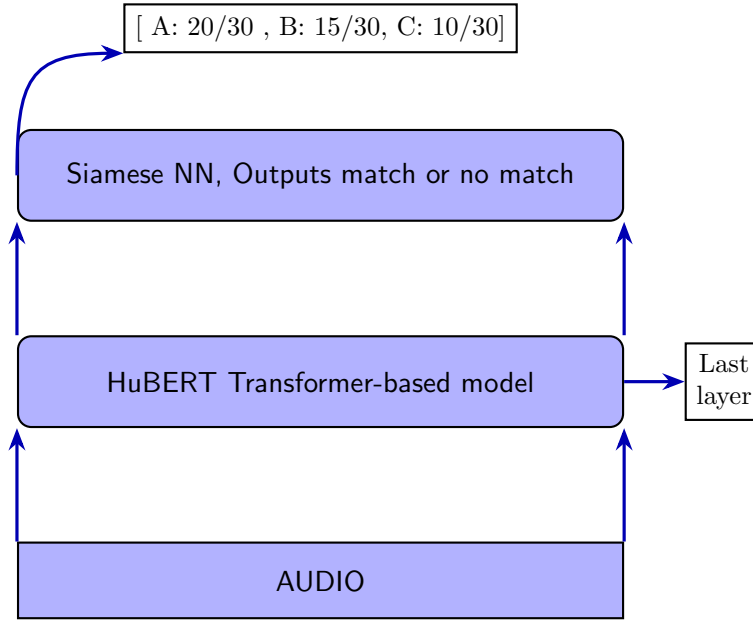 [ A: 20/30 , B: 15/30, C: 10/30]
Siamese NN, Outputs match or no match
HuBERT Transformer-based model
Last
layer
AUDIO